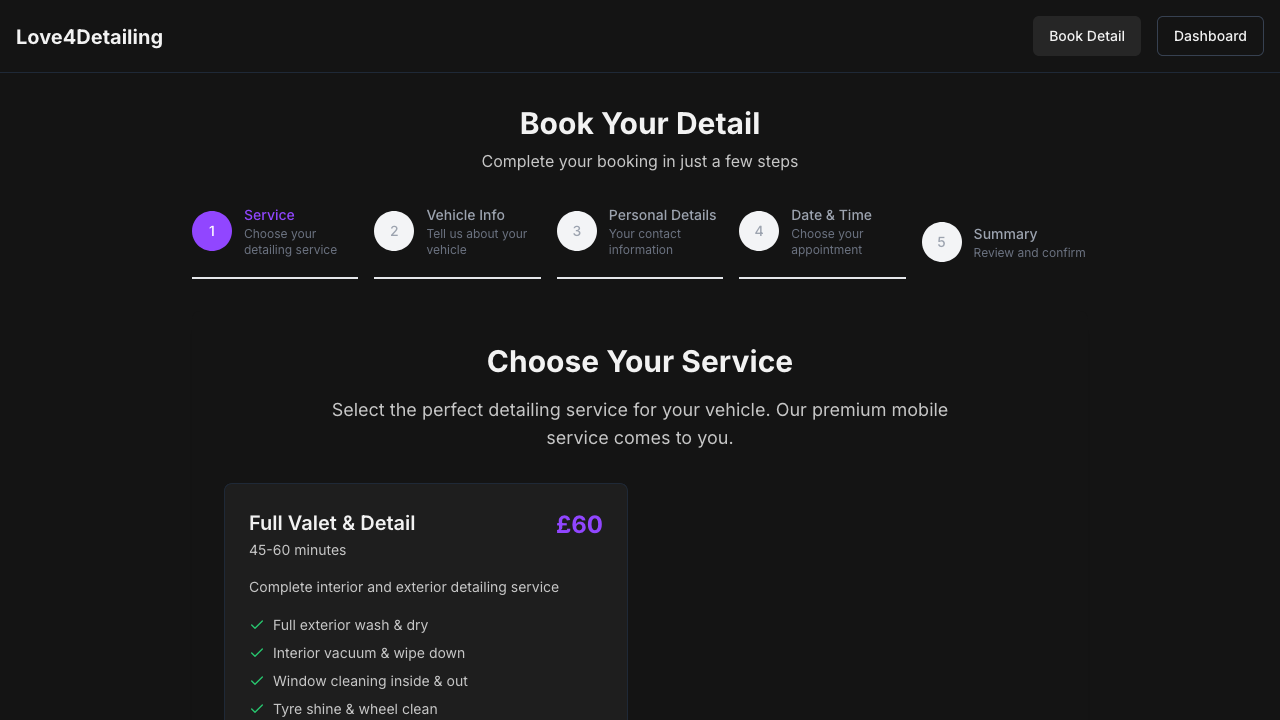 Love4Detailing
Book Detail
Dashboard
Book Your Detail
Complete your booking in just a few steps
1
Service
Choose your
detailing service
2
Vehicle Info
Tell us about your
vehicle
3
Personal Details
Your contact
information
4
Date & Time
Choose your
appointment
5
Summary
Review and confirm
Choose Your Service
Select the perfect detailing service for your vehicle. Our premium mobile
service comes to you.
Full Valet & Detail
£60
45-60 minutes
Complete interior and exterior detailing service
Full exterior wash & dry
Interior vacuum & wipe down
Window cleaning inside & out
Tyre shine & wheel clean